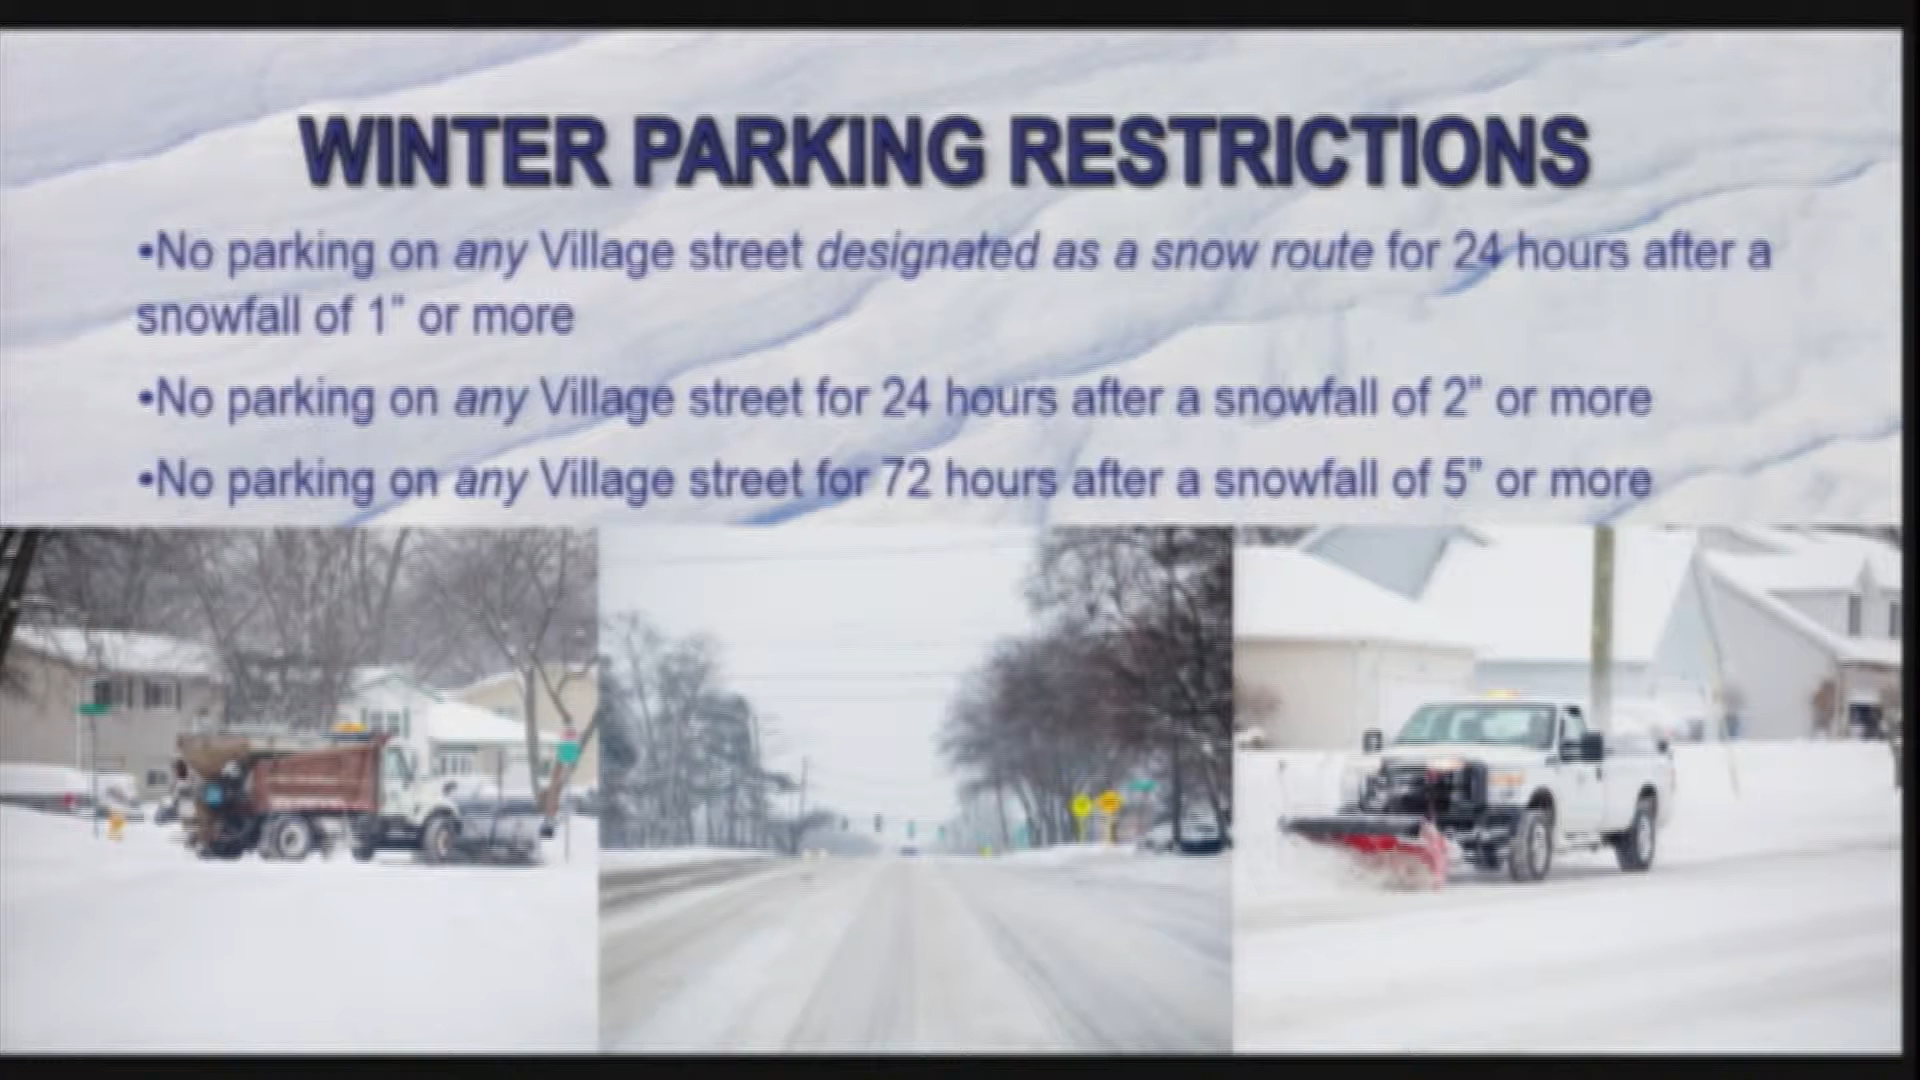 WINTER PARKING RESTRICTIONS
•No parking on any Village street designated as a snow route for 24 hours after a
snowfall of 1” or more
•No parking on any Village street for 24 hours after a snowfall of 2” or more
•No parking on any Village street for 72 hours after a snowfall of 5” or more